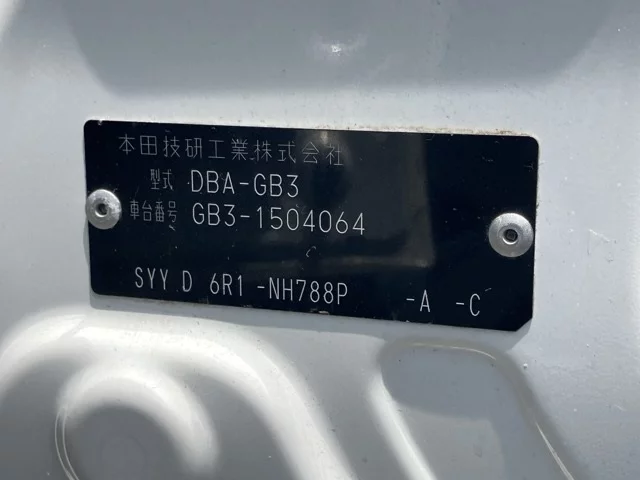 本田技研工業株式会社
型式 DBA-GB3
車台番号 GB3-1504064
SYY D 6R1 -NH788P -A -C